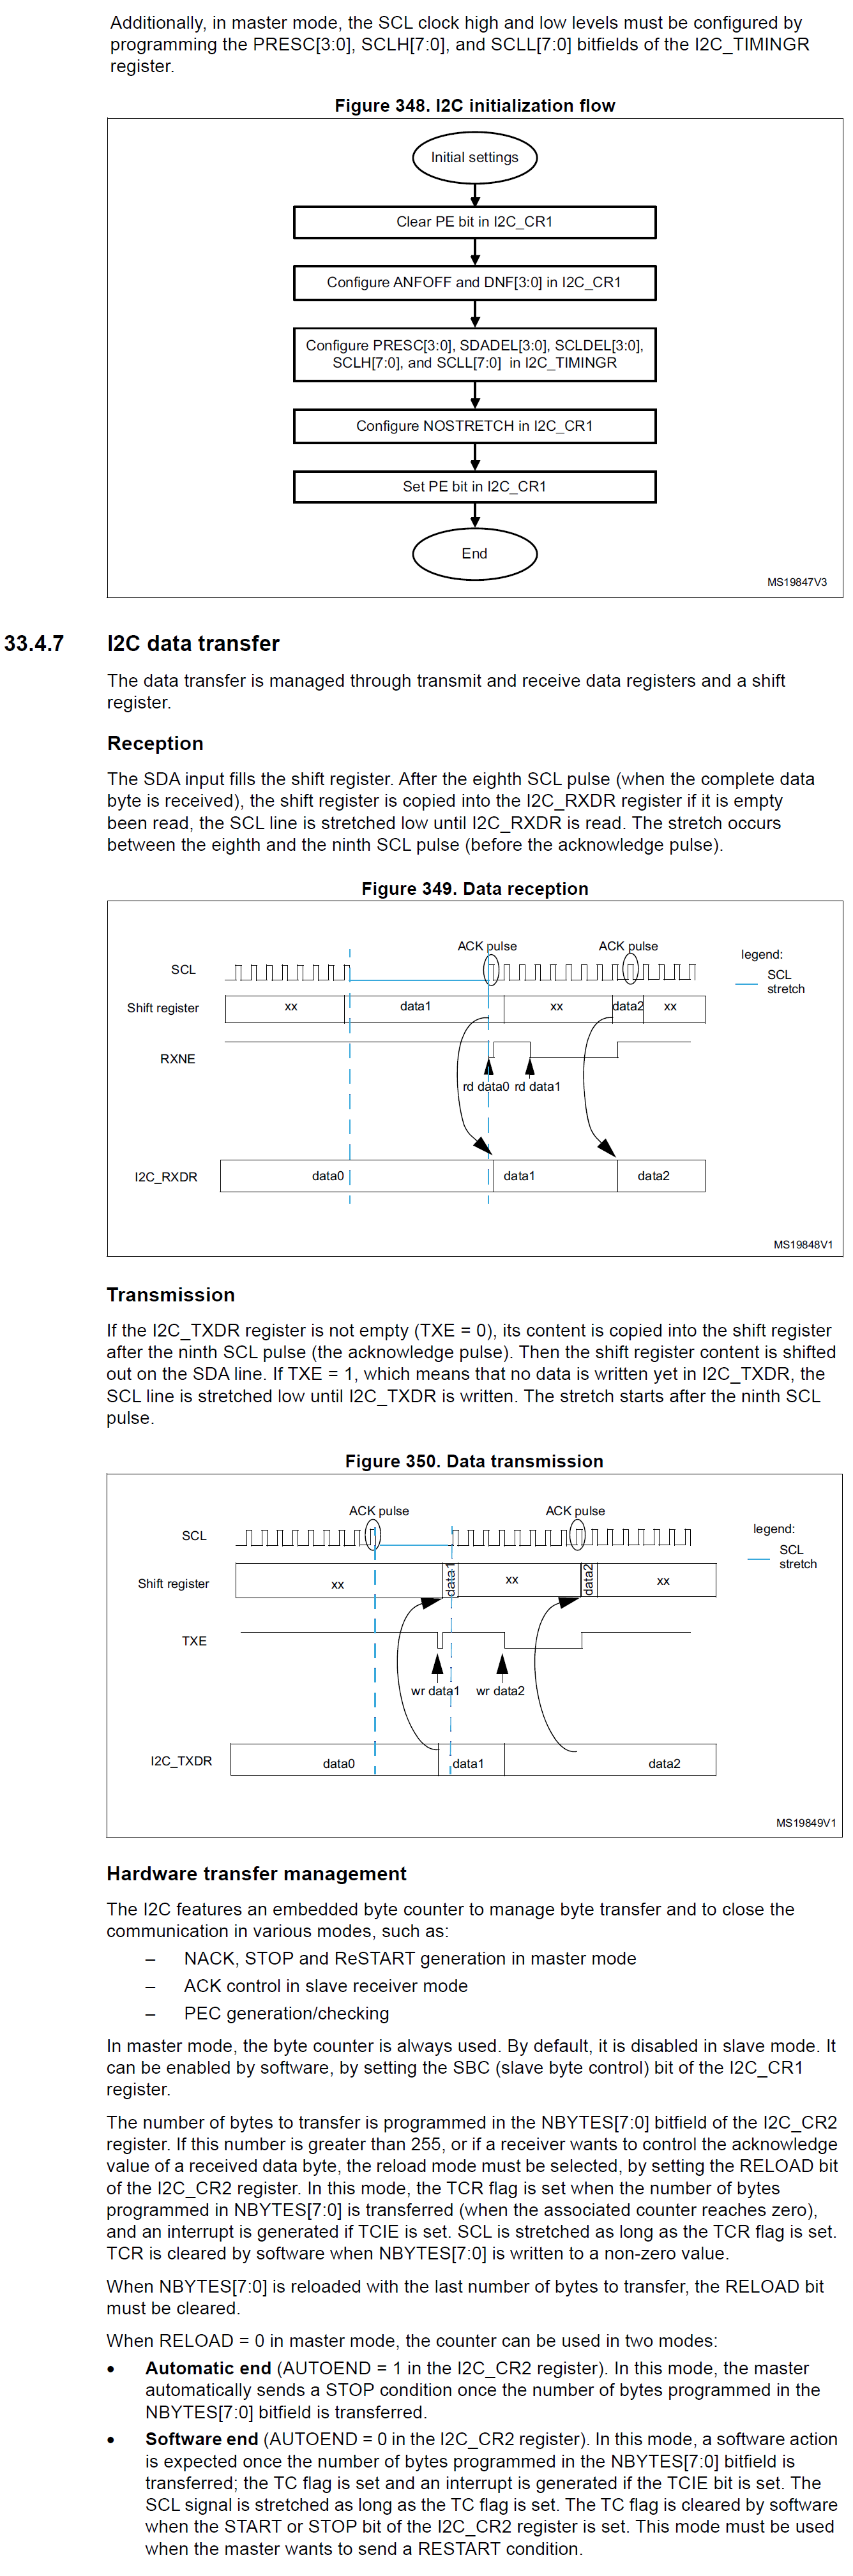 Additionally, in master mode, the SCL clock high and low levels must be configured by
programming the PRESC[3:0], SCLH[7:0], and SCLL[7:0] bitfields of the I2C_TIMINGR
register.
Figure 348. I2C initialization flow
Initial settings
Clear PE bit in I2C_CR1
Configure ANFOFF and DNF[3:0] in I2C_CR1
Configure PRESC[3:0], SDADEL[3:0], SCLDEL[3:0],
SCLH[7:0], and SCLL[7:0] in I2C_TIMINGR
Configure NOSTRETCH in I2C_CR1
Set PE bit in I2C_CR1
End
MS19847V3
33.4.7 I2C data transfer
The data transfer is managed through transmit and receive data registers and a shift
register.
Reception
The SDA input fills the shift register. After the eighth SCL pulse (when the complete data
byte is received), the shift register is copied into the I2C_RXDR register if it is empty
been read, the SCL line is stretched low until I2C_RXDR is read. The stretch occurs
between the eighth and the ninth SCL pulse (before the acknowledge pulse).
Figure 349. Data reception
ACK pulse ACK pulse
legend:
SCL
SCL
stretch
Shift register xx data1 xx data2 xx
RXNE
rd data0 rd data1
I2C_RXDR data0 data1 data2
MS19848V1
Transmission
If the I2C_TXDR register is not empty (TXE = 0), its content is copied into the shift register
after the ninth SCL pulse (the acknowledge pulse). Then the shift register content is shifted
out on the SDA line. If TXE = 1, which means that no data is written yet in I2C_TXDR, the
SCL line is stretched low until I2C_TXDR is written. The stretch starts after the ninth SCL
pulse.
Figure 350. Data transmission
ACK pulse ACK pulse
legend:
SCL
SCL
stretch
Shift register xx data1 xx data2 xx
TXE
wr data1 wr data2
I2C_TXDR data0 data1 data2
MS19849V1
Hardware transfer management
The I2C features an embedded byte counter to manage byte transfer and to close the
communication in various modes, such as:
– NACK, STOP and ReSTART generation in master mode
– ACK control in slave receiver mode
– PEC generation/checking
In master mode, the byte counter is always used. By default, it is disabled in slave mode. It
can be enabled by software, by setting the SBC (slave byte control) bit of the I2C_CR1
register.
The number of bytes to transfer is programmed in the NBYTES[7:0] bitfield of the I2C_CR2
register. If this number is greater than 255, or if a receiver wants to control the acknowledge
value of a received data byte, the reload mode must be selected, by setting the RELOAD bit
of the I2C_CR2 register. In this mode, the TCR flag is set when the number of bytes
programmed in NBYTES[7:0] is transferred (when the associated counter reaches zero),
and an interrupt is generated if TCIE is set. SCL is stretched as long as the TCR flag is set.
TCR is cleared by software when NBYTES[7:0] is written to a non-zero value.
When NBYTES[7:0] is reloaded with the last number of bytes to transfer, the RELOAD bit
must be cleared.
When RELOAD = 0 in master mode, the counter can be used in two modes:
• Automatic end (AUTOEND = 1 in the I2C_CR2 register). In this mode, the master
automatically sends a STOP condition once the number of bytes programmed in the
NBYTES[7:0] bitfield is transferred.
• Software end (AUTOEND = 0 in the I2C_CR2 register). In this mode, a software action
is expected once the number of bytes programmed in the NBYTES[7:0] bitfield is
transferred; the TC flag is set and an interrupt is generated if the TCIE bit is set. The
SCL signal is stretched as long as the TC flag is set. The TC flag is cleared by software
when the START or STOP bit of the I2C_CR2 register is set. This mode must be used
when the master wants to send a RESTART condition.